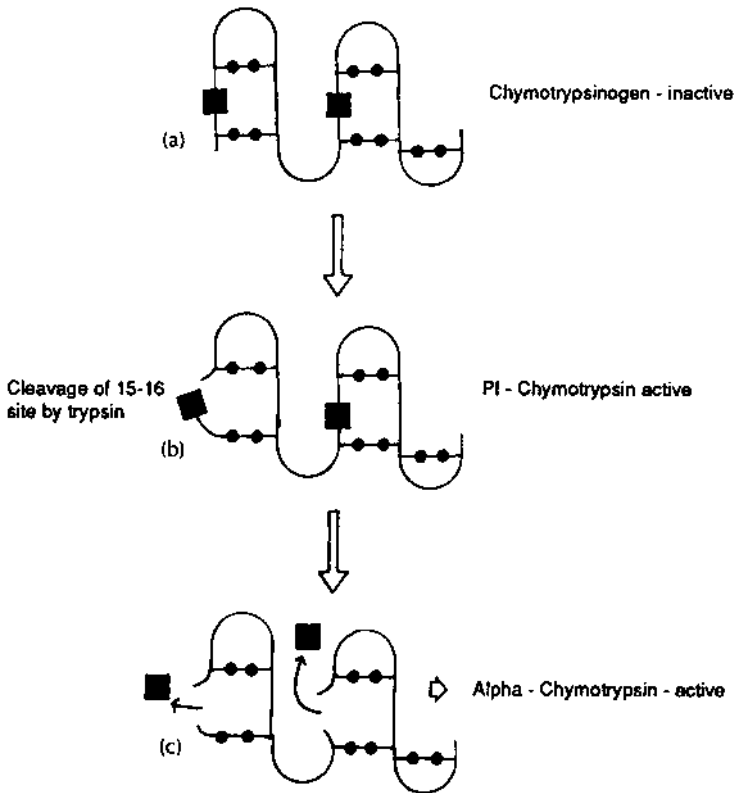 Chymotrypsinogen - inactive
(a)
Cleavage of 15-16
site by trypsin
PI - Chymotrypsin active
(b)
Alpha - Chymotrypsin - active
(c)